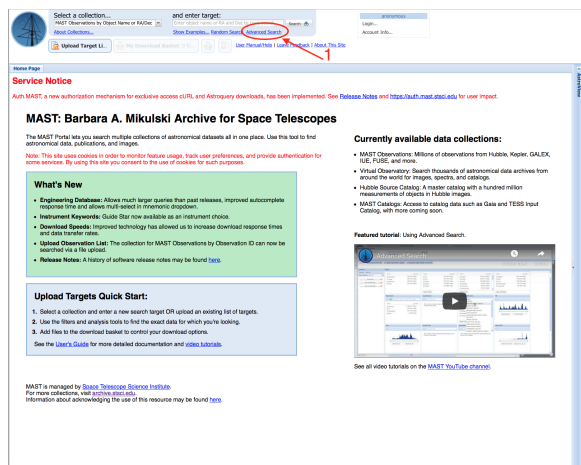 Select a collection...
and enter target:
anonymous
MAST Observations by Object Name or RA/Dec
Enter object name or RA and Dec
Search
Login...
About Collections...
Show Examples... Random Search Advanced Search
Account Info...
1
Upload Target Li..
My Download Basket:
User Manual/Help | Leave Feedback | About This Site
Home Page
AstroView
Service Notice
Auth.MAST, a new authorization mechanism for exclusive access cURL and Astroquery downloads, has been implemented. See Release Notes and https://auth.mast.stsci.edu for user impact.
MAST: Barbara A. Mikulski Archive for Space Telescopes
The MAST Portal lets you search multiple collections of astronomical datasets all in one place. Use this tool to find
astronomical data, publications, and images.
Note: This site uses cookies in order to monitor feature usage, track user preferences, and provide authentication for
some services. By using this site you consent to the use of cookies for such purposes.
What's New
• Engineering Database: Allows much larger queries than past releases, improved autocomplete
response time and allows multi-select in mnemonic dropdown.
• Instrument Keywords: Guide Star now available as an instrument choice.
• Download Speeds: Improved technology has allowed us to increase download response times
and data transfer rates.
• Upload Observation List: The collection for MAST Observations by Observation ID can now be
searched via a file upload.
• Release Notes: A history of software release notes may be found here.
Upload Targets Quick Start:
1. Select a collection and enter a new search target OR upload an existing list of targets.
2. Use the filters and analysis tools to find the exact data for which you're looking.
3. Add files to the download basket to control your download options.
See the User's Guide for more detailed documentation and video tutorials.
MAST is managed by Space Telescope Science Institute.
For more collections, visit archive.stsci.edu.
Information about acknowledging the use of this resource may be found here.
Currently available data collections:
• MAST Observations: Millions of observations from Hubble, Kepler, GALEX,
IUE, FUSE, and more.
• Virtual Observatory: Search thousands of astronomical data archives from
around the world for images, spectra, and catalogs.
• Hubble Source Catalog: A master catalog with a hundred million
measurements of objects in Hubble images.
• MAST Catalogs: Access to catalog data such as Gaia and TESS Input
Catalog, with more coming soon.
Featured tutorial: Using Advanced Search.
Advanced Search
See all video tutorials on the MAST YouTube channel.